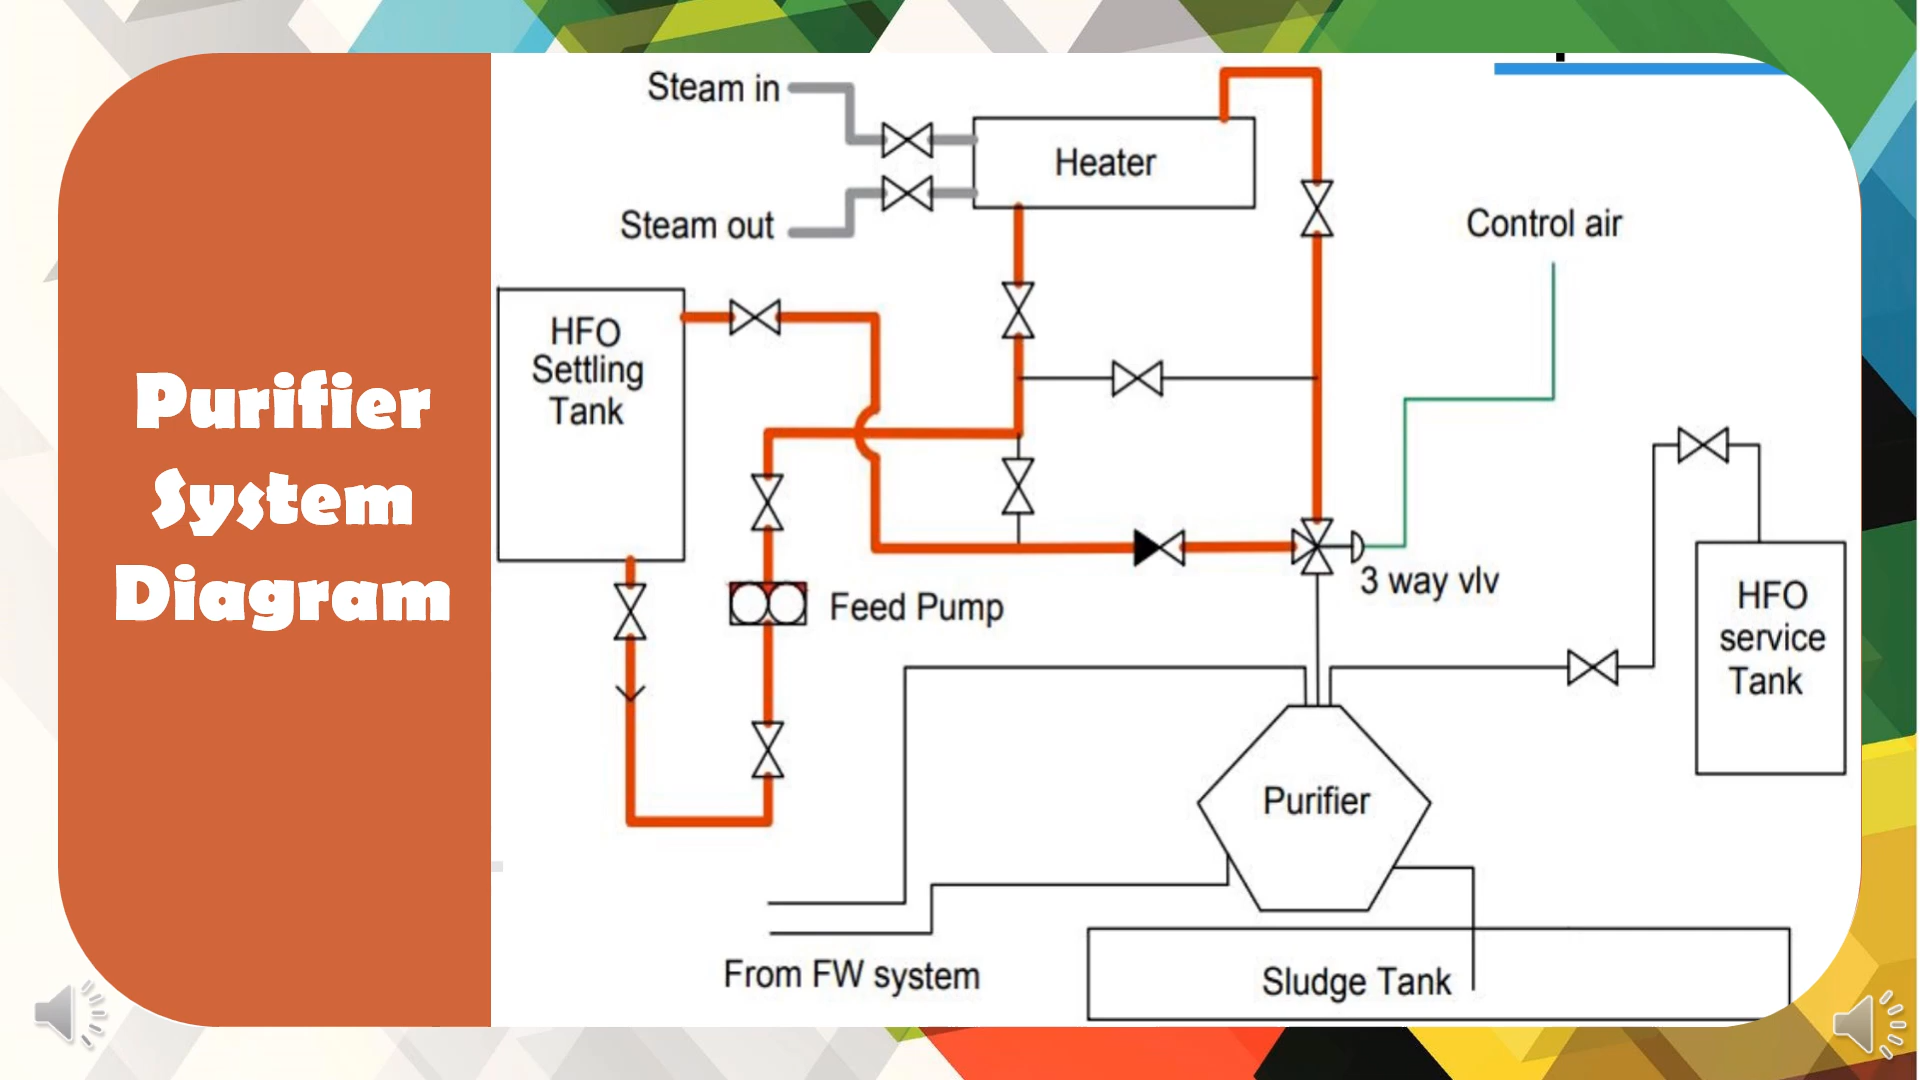 Purifier
System
Diagram
Steam in
Heater
Steam out
Control air
HFO
Settling
Tank
Feed Pump
3 way vlv
HFO
service
Tank
Purifier
From FW system
Sludge Tank